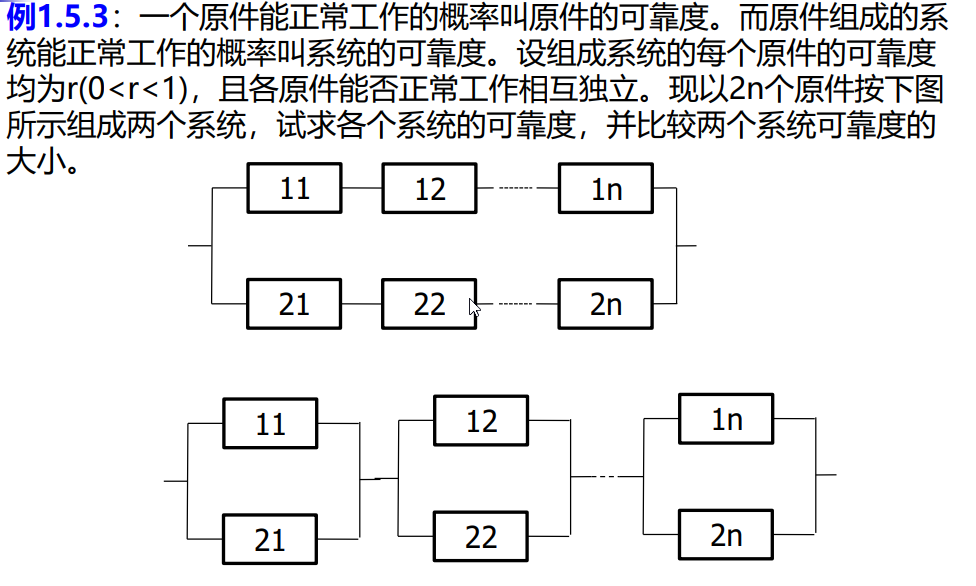 例1.5.3：一个原件能正常工作的概率叫原件的可靠度。而原件组成的系
统能正常工作的概率叫系统的可靠度。设组成系统的每个原件的可靠度
均为r(0<r<1)，且各原件能否正常工作相互独立。现以2n个原件按下图
所示组成两个系统，试求各个系统的可靠度，并比较两个系统可靠度的
大小。
11 12 1n
21 22 2n
11 12 1n
21 22 2n